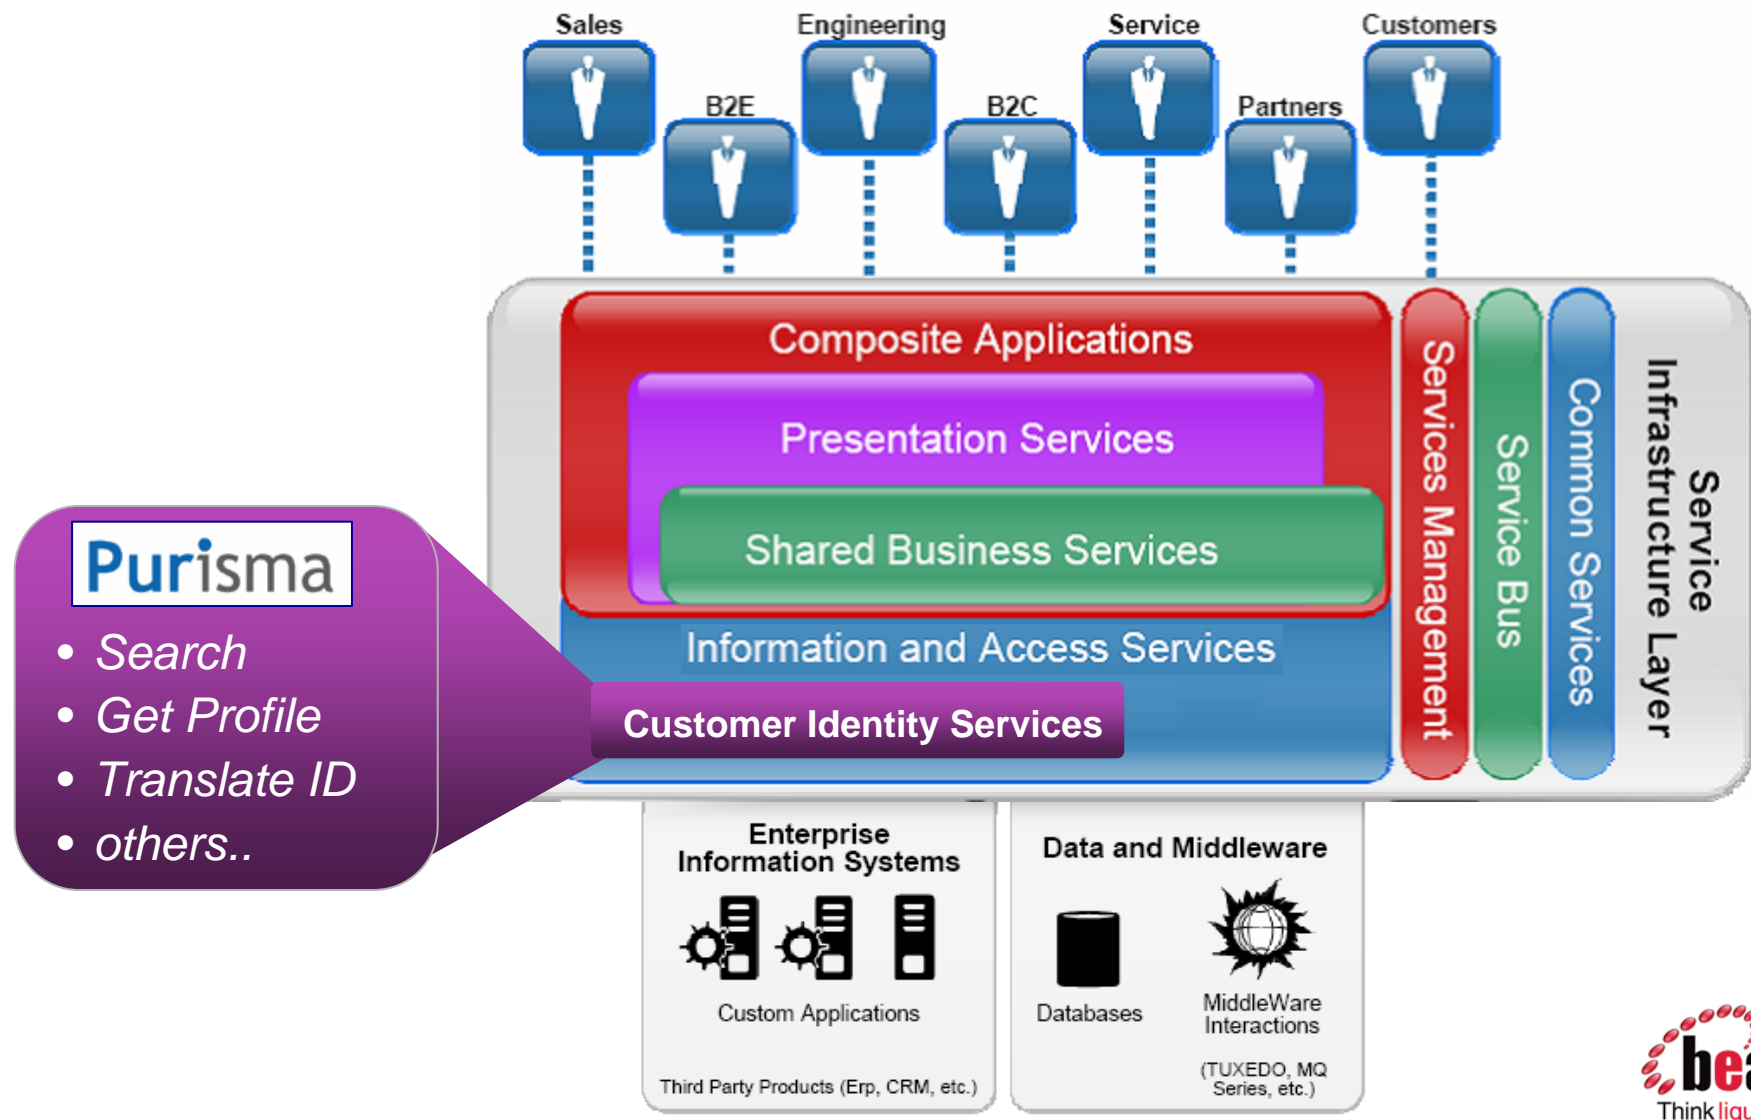 Sales
Engineering
Service
Customers
B2E
B2C
Partners
Composite Applications
Presentation Services
Shared Business Services
Information and Access Services
Customer Identity Services
Services Management
Service Bus
Common Services
Service
Infrastructure Layer
Purisma
• Search
• Get Profile
• Translate ID
• others..
Enterprise
Information Systems
Custom Applications
Third Party Products (Erp, CRM, etc.)
Data and Middleware
Databases
MiddleWare
Interactions
(TUXEDO, MQ
Series, etc.)
bea
Think